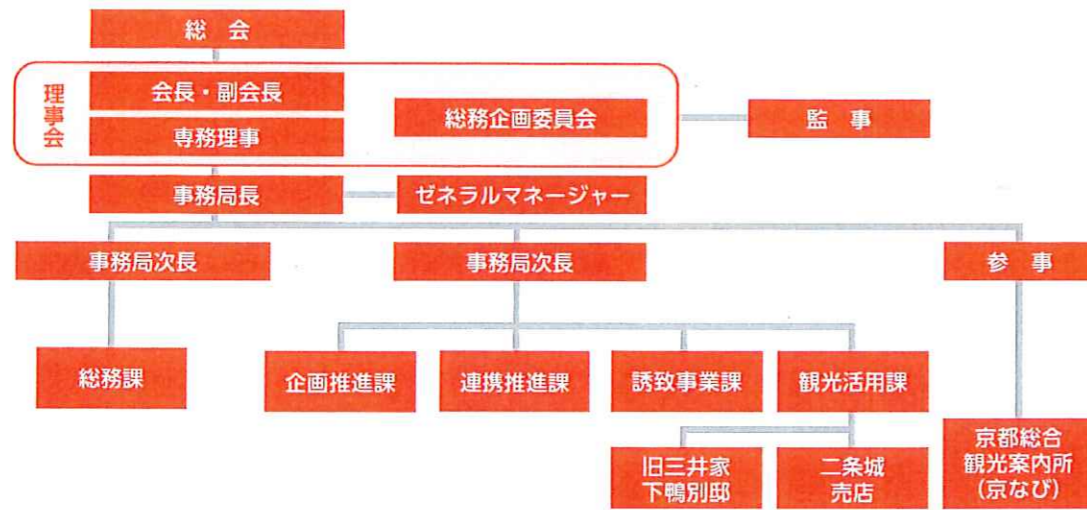 総 会
理事会
会長・副会長
専務理事
総務企画委員会
監 事
事務局長
ゼネラルマネージャー
事務局次長
事務局次長
参 事
総務課
企画推進課
連携推進課
誘致事業課
観光活用課
旧三井家
下鴨別邸
二条城
売店
京都総合
観光案内所
(京なび)